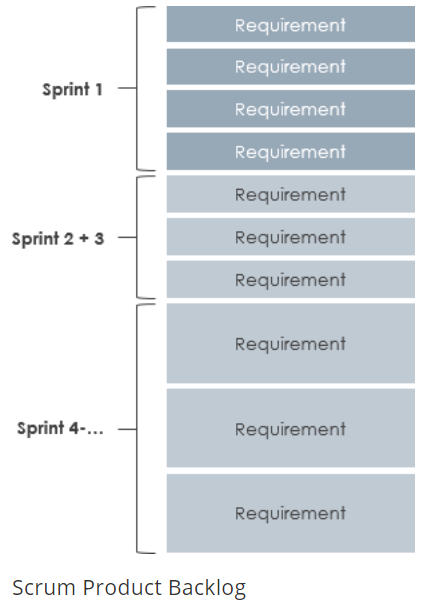 Requirement
Requirement
Sprint 1
Requirement
Requirement
Requirement
Sprint 2 + 3
Requirement
Requirement
Requirement
Sprint 4-...
Requirement
Requirement
Scrum Product Backlog